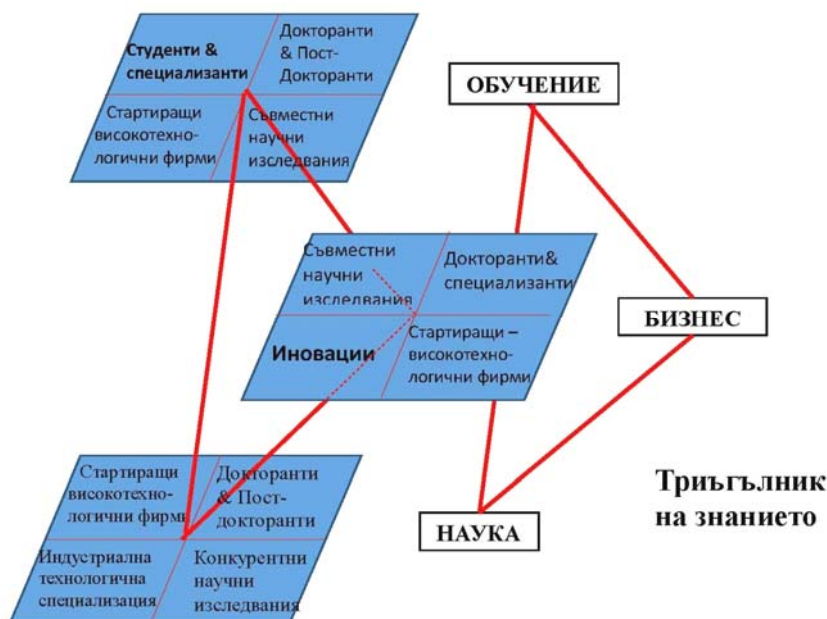 Студенти &
специализанти
Докторанти
& Пост-
Докторанти
Стартиращи
високотехно-
логични фирми
Съвместни
научни
изследвания
ОБУЧЕНИЕ
Съвместни
научни
изследвания
Докторанти&
специализанти
Иновации
Стартиращи –
високотехно-
логични фирми
БИЗНЕС
Стартиращи
високотехно-
логични фирми
Докторанти
& Пост-
докторанти
Индустриална
технологична
специализация
Конкурентни
научни
изследвания
НАУКА
Триъгълник
на знанието